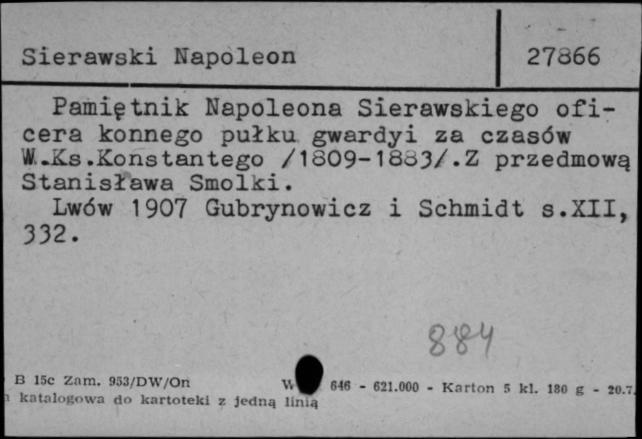 Sierawski Napoleon
27866
Pamiętnik Napoleona Sierawskiego ofi-
cera konnego pułku gwardyi za czasów
W.Ks.Konstantego /1809-1883/.Z przedmową
Stanisława Smolki.
Lwów 1907 Gubrynowicz i Schmidt s.XII,
332.
884
B 15c Zam. 953/DW/On W 646 - 621.000 - Karton 5 kl. 180 g - 20.7.
katalogowa do kartoteki z jedną linią